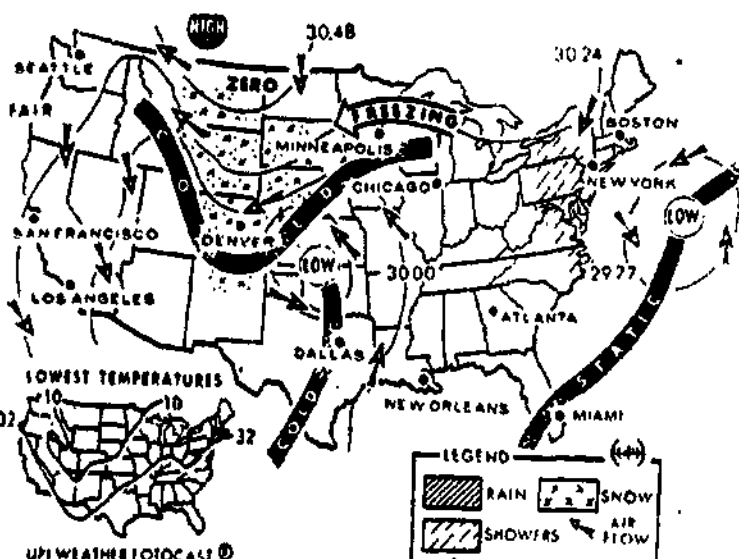 HIGH
30.48
30.24
SEATTLE
ZERO
FAIR
FREEZING
BOSTON
MINNEAPOLIS
COLD
CHICAGO
NEW YORK
LOW
SAN FRANCISCO
DENVER
LOW
30.00
29.77
LOS ANGELES
ATLANTA
STATIC
DALLAS
LOWEST TEMPERATURES
10
10
COLD
NEW ORLEANS
MIAMI
32
LEGEND
RAIN
SNOW
SHOWERS
AIR
FLOW
UPI WEATHER FOTOCAST ®